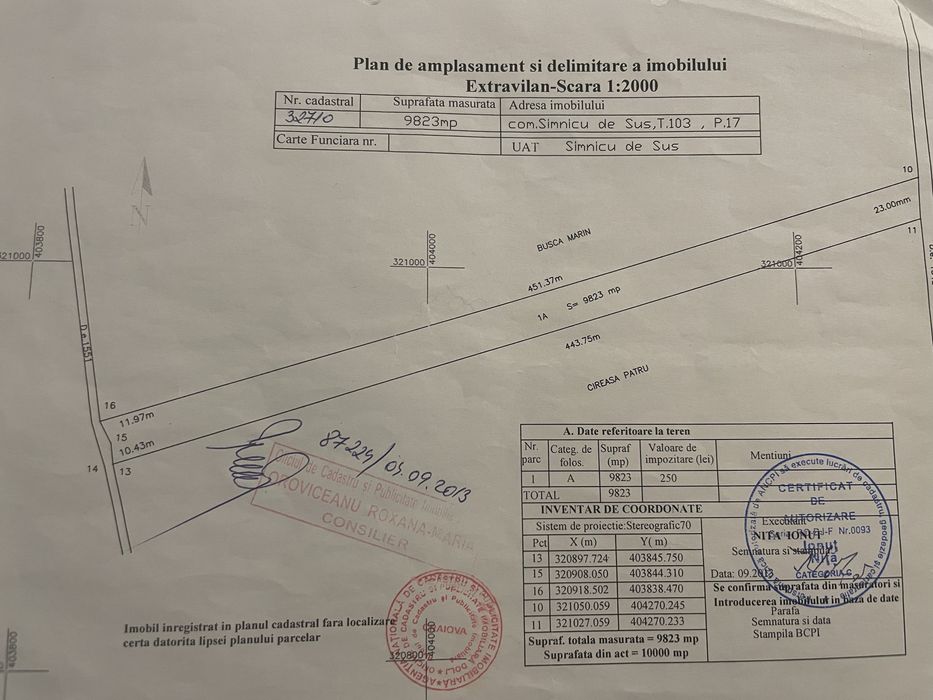 Plan de amplasament si delimitare a imobilului
Extravilan-Scara 1:2000
Nr. cadastral Suprafata masurata Adresa imobilului
32710 9823mp com.Simnicu de Sus,T.103 , P.17
Carte Funciara nr. UAT Simnicu de Sus
N
10
23.00mm
11
403800
321000
404000
321000
404200
321000
BUSCA MARIN
451.37m
1A S= 9823 mp
443.75m
CIREASA PATRU
D e 1551
16
11.97m
15
10.43m
14
13
87224/09.09.2013
Oficiul de Cadastru si Publicitate Imobiliara
OROVICEANU ROXANA-MARIA
CONSILIER
A. Date referitoare la teren
Nr. parc Categ. de folos. Supraf (mp) Valoare de impozitare (lei) Mentiuni
1 A 9823 250
TOTAL 9823
INVENTAR DE COORDONATE
Sistem de proiectie:Stereografic70
Pct X (m) Y( m)
13 320897.724 403845.750
15 320908.050 403844.310
16 320918.502 403838.470
10 321050.059 404270.245
11 321027.059 404270.233
Supraf. totala masurata = 9823 mp
Suprafata din act = 10000 mp
CERTIFICAT
DE
AUTORIZARE
Nr.0093
Ionuț
Niță
CATEGORIA C
Executant
NITA IONUT
Semnatura si stampila
Data: 09.2013
Se confirma suprafata din masuratori si
Introducerea imobilului in baza de date
Parafa
Semnatura si data
Stampila BCPI
Imobil inregistrat in planul cadastral fara localizare
certa datorita lipsei planului parcelar
CRAIOVA
404000
320800
403800